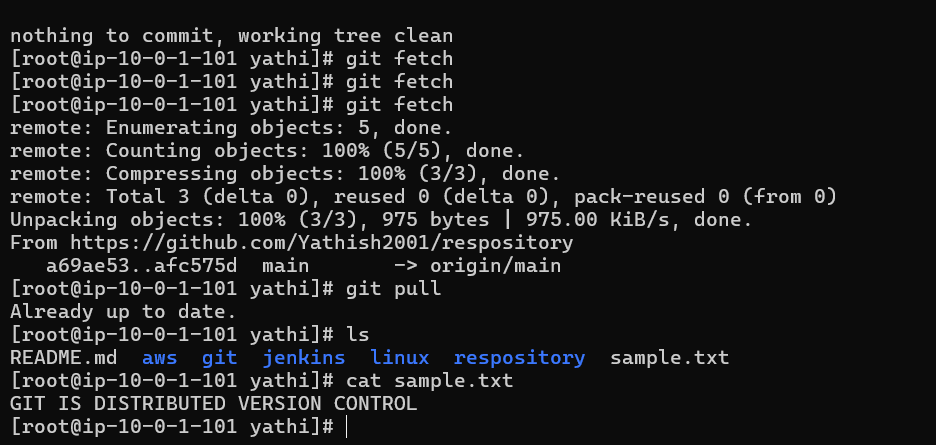 nothing to commit, working tree clean
[root@ip-10-0-1-101 yathi]# git fetch
[root@ip-10-0-1-101 yathi]# git fetch
[root@ip-10-0-1-101 yathi]# git fetch
remote: Enumerating objects: 5, done.
remote: Counting objects: 100% (5/5), done.
remote: Compressing objects: 100% (3/3), done.
remote: Total 3 (delta 0), reused 0 (delta 0), pack-reused 0 (from 0)
Unpacking objects: 100% (3/3), 975 bytes | 975.00 KiB/s, done.
From https://github.com/Yathish2001/respository
   a69ae53..afc575d  main       -> origin/main
[root@ip-10-0-1-101 yathi]# git pull
Already up to date.
[root@ip-10-0-1-101 yathi]# ls
README.md  aws  git  jenkins  linux  respository  sample.txt
[root@ip-10-0-1-101 yathi]# cat sample.txt
GIT IS DISTRIBUTED VERSION CONTROL
[root@ip-10-0-1-101 yathi]#